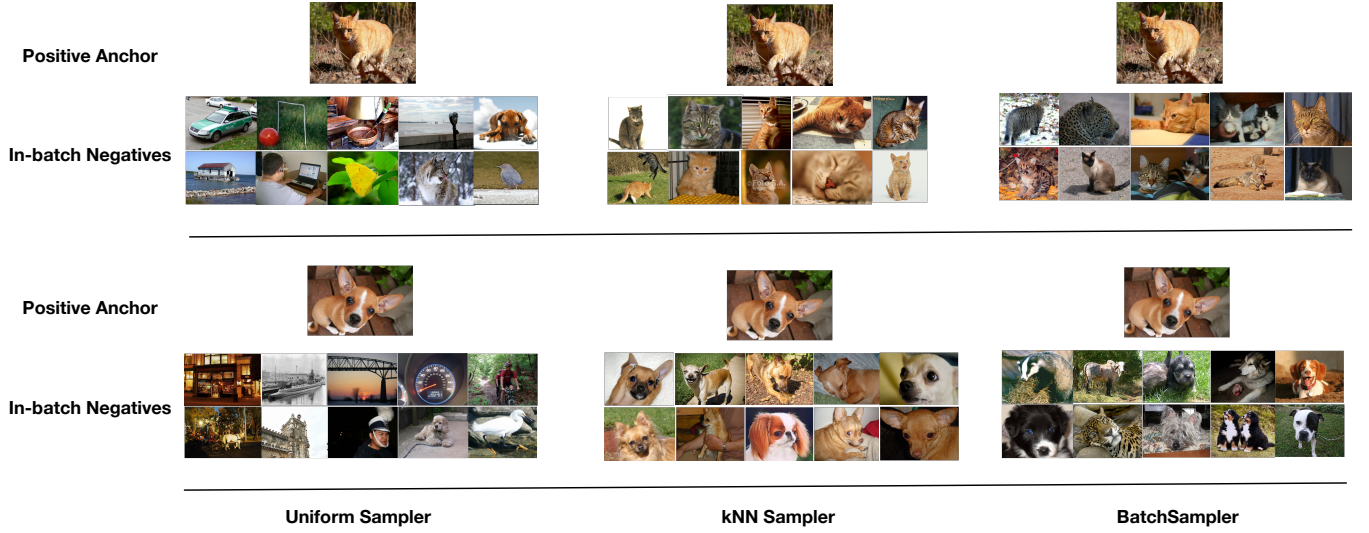 Positive Anchor
In-batch Negatives
Positive Anchor
In-batch Negatives
Uniform Sampler
kNN Sampler
BatchSampler